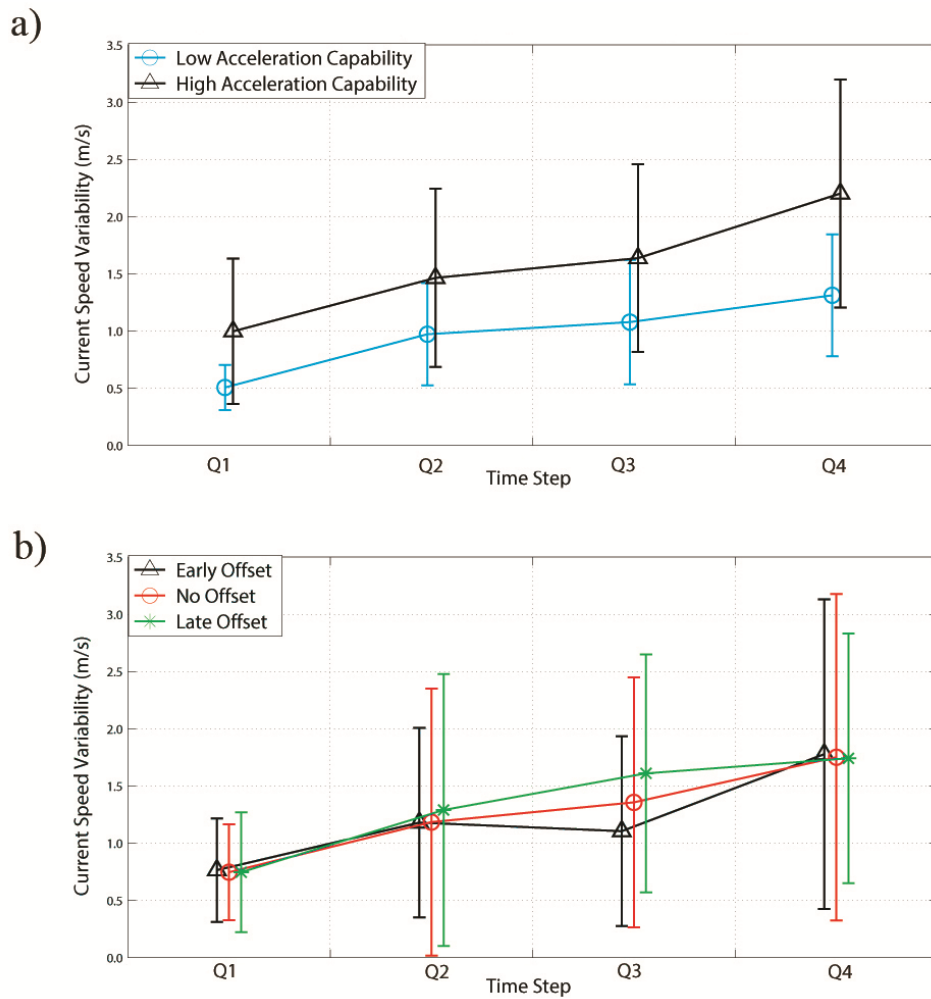 a)
3.5
Low Acceleration Capability
High Acceleration Capability
3.0
2.5
2.0
1.5
1.0
0.5
0.0
Current Speed Variability (m/s)
Q1
Q2
Q3
Q4
Time Step
b)
3.5
Early Offset
No Offset
Late Offset
3.0
2.5
2.0
1.5
1.0
0.5
0.0
Current Speed Variability (m/s)
Q1
Q2
Q3
Q4
Time Step